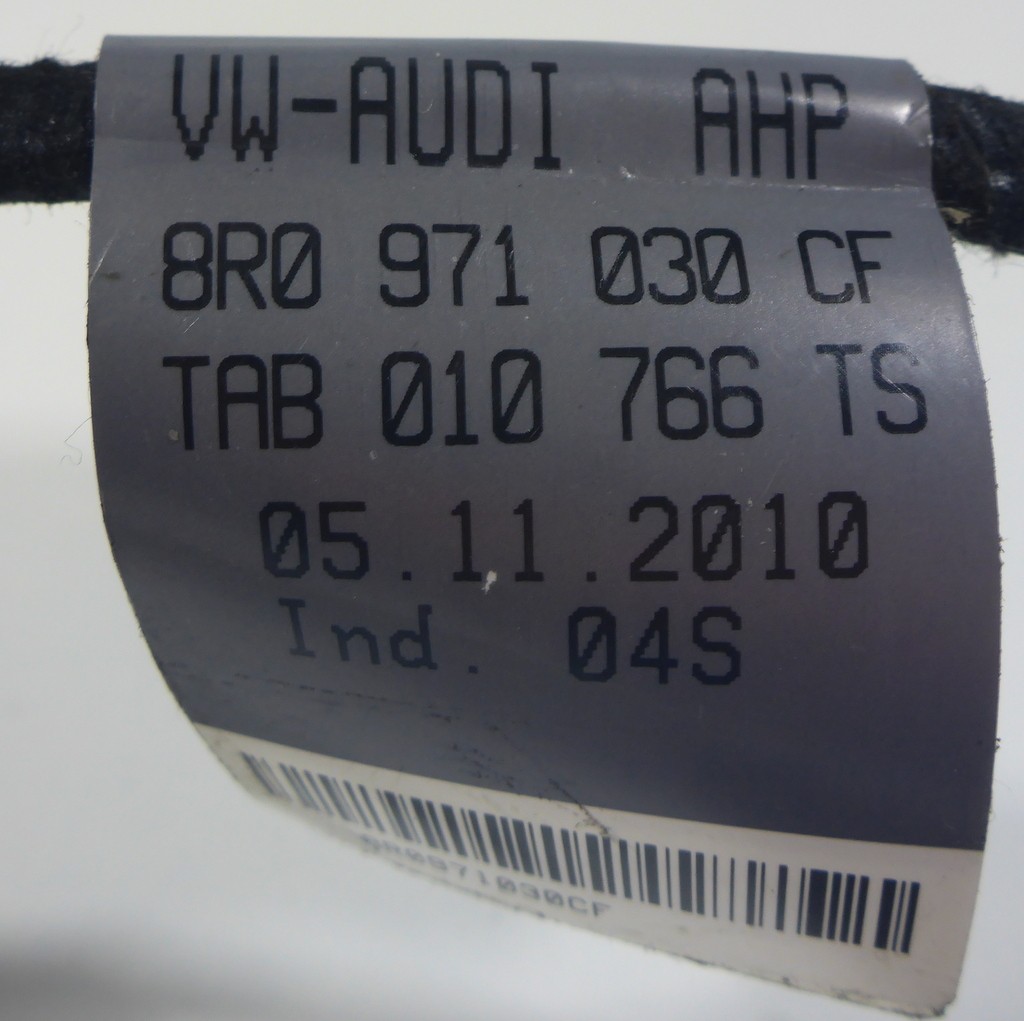 VW-AUDI AHP
8R0 971 030 CF
TAB 010 766 TS
05.11.2010
Ind. 04S
8R0971030CF